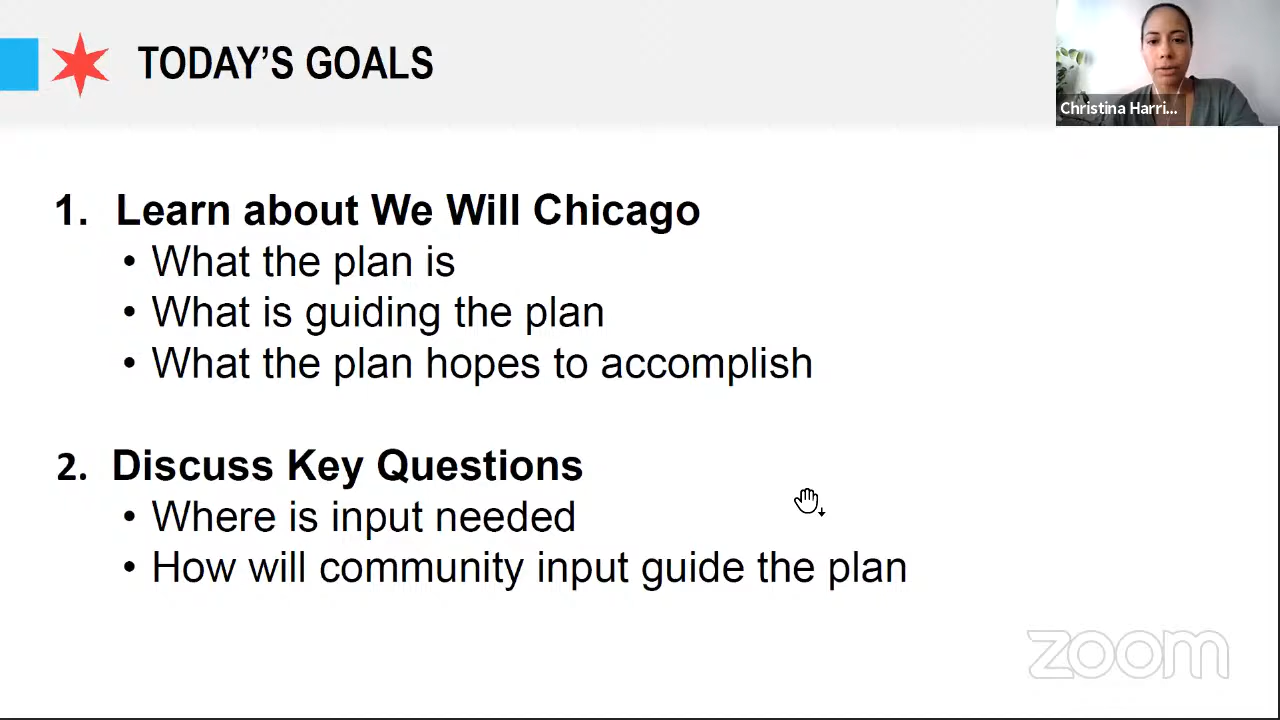 TODAY'S GOALS
Christina Harri...
1. Learn about We Will Chicago
• What the plan is
• What is guiding the plan
• What the plan hopes to accomplish
2. Discuss Key Questions
• Where is input needed
• How will community input guide the plan
zoom